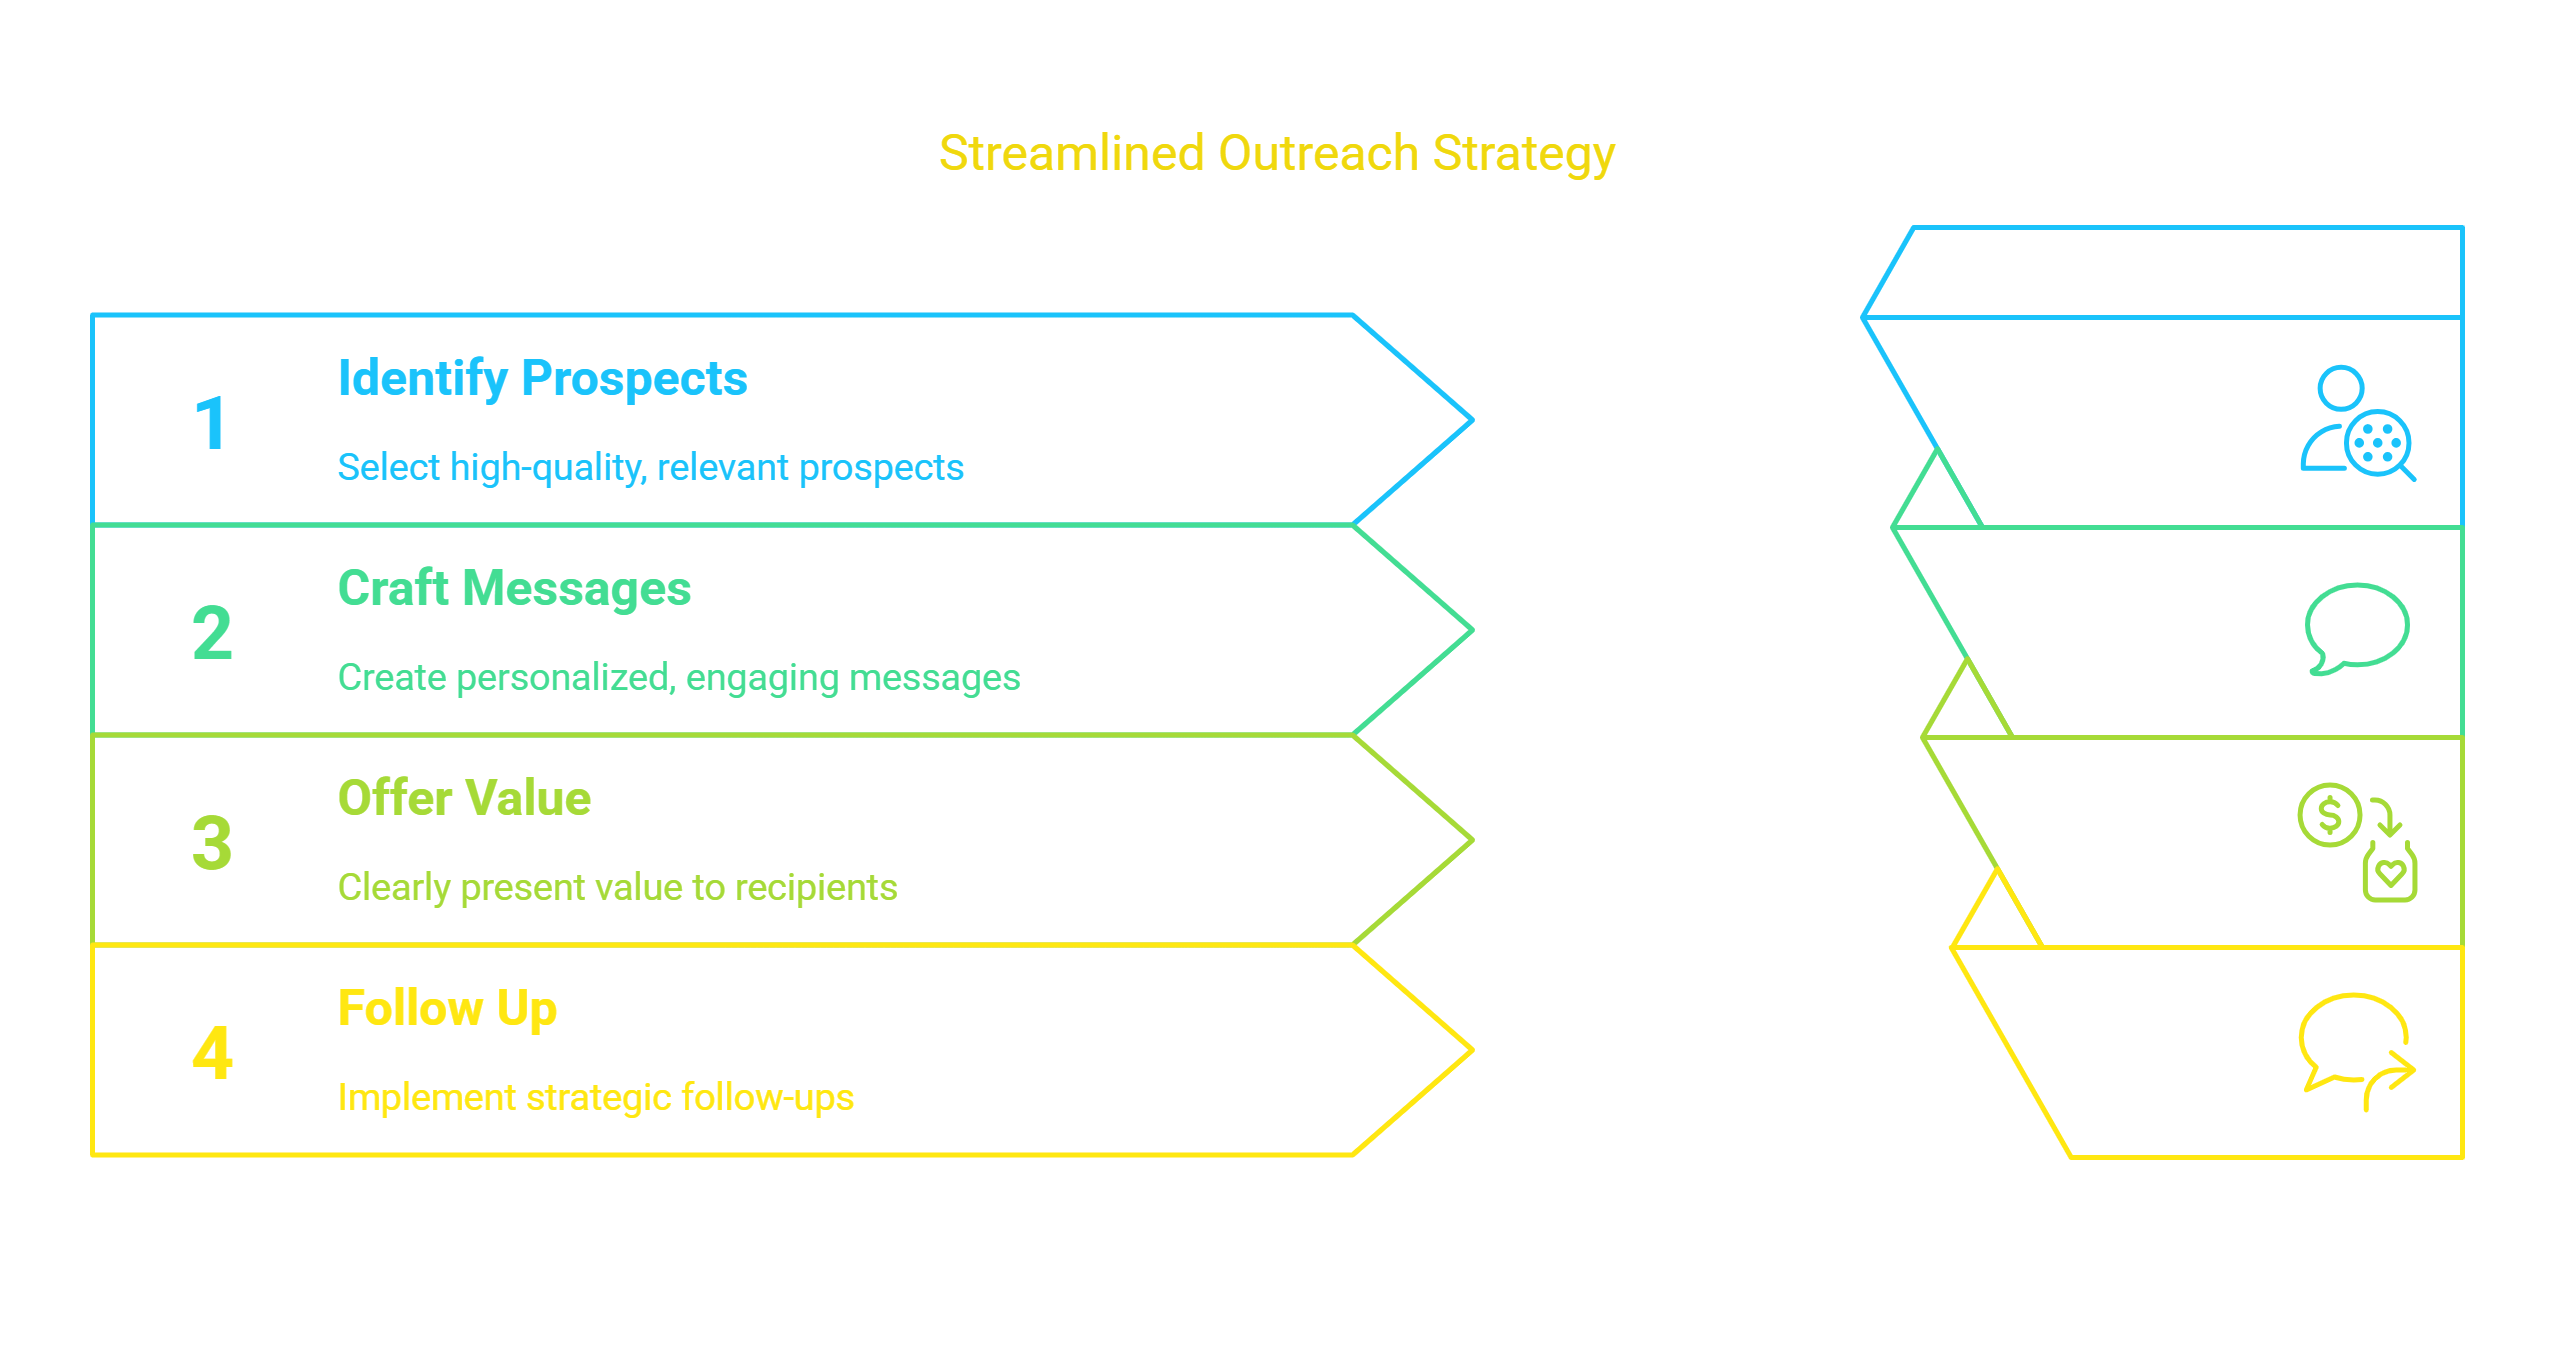 Streamlined Outreach Strategy
1
Identify Prospects
Select high-quality, relevant prospects
2
Craft Messages
Create personalized, engaging messages
3
Offer Value
Clearly present value to recipients
4
Follow Up
Implement strategic follow-ups
$